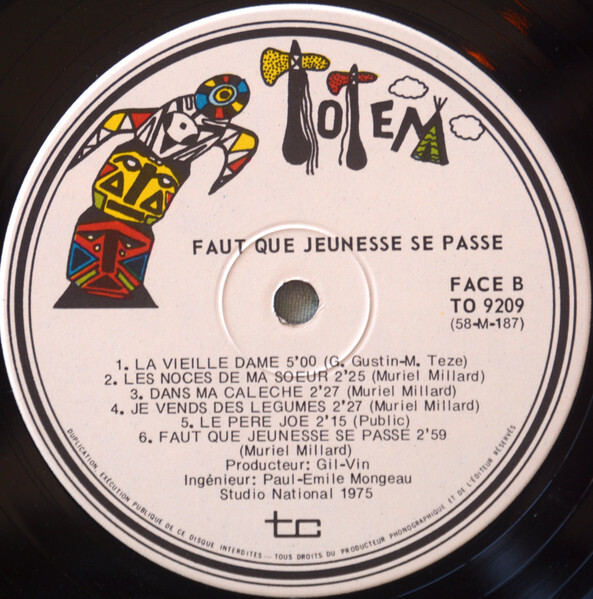 TOTEM
FAUT QUE JEUNESSE SE PASSE
FACE B
TO 9209
(58-M-187)
1. LA VIEILLE DAME 5'00 (G. Gustin-M. Teze)
2. LES NOCES DE MA SOEUR 2'25 (Muriel Millard)
3. DANS MA CALECHE 2'27 (Muriel Millard)
4. JE VENDS DES LEGUMES 2'27 (Muriel Millard)
5. LE PERE JOE 2'15 (Public)
6. FAUT QUE JEUNESSE SE PASSE 2'59
(Muriel Millard)
Producteur: Gil-Vin
Ingénieur: Paul-Emile Mongeau
Studio National 1975
tc
DUPLICATION, EXÉCUTION PUBLIQUE DE CE DISQUE INTERDITES — TOUS DROITS DU PRODUCTEUR PHONOGRAPHIQUE ET DE L'ÉDITEUR RÉSERVÉS